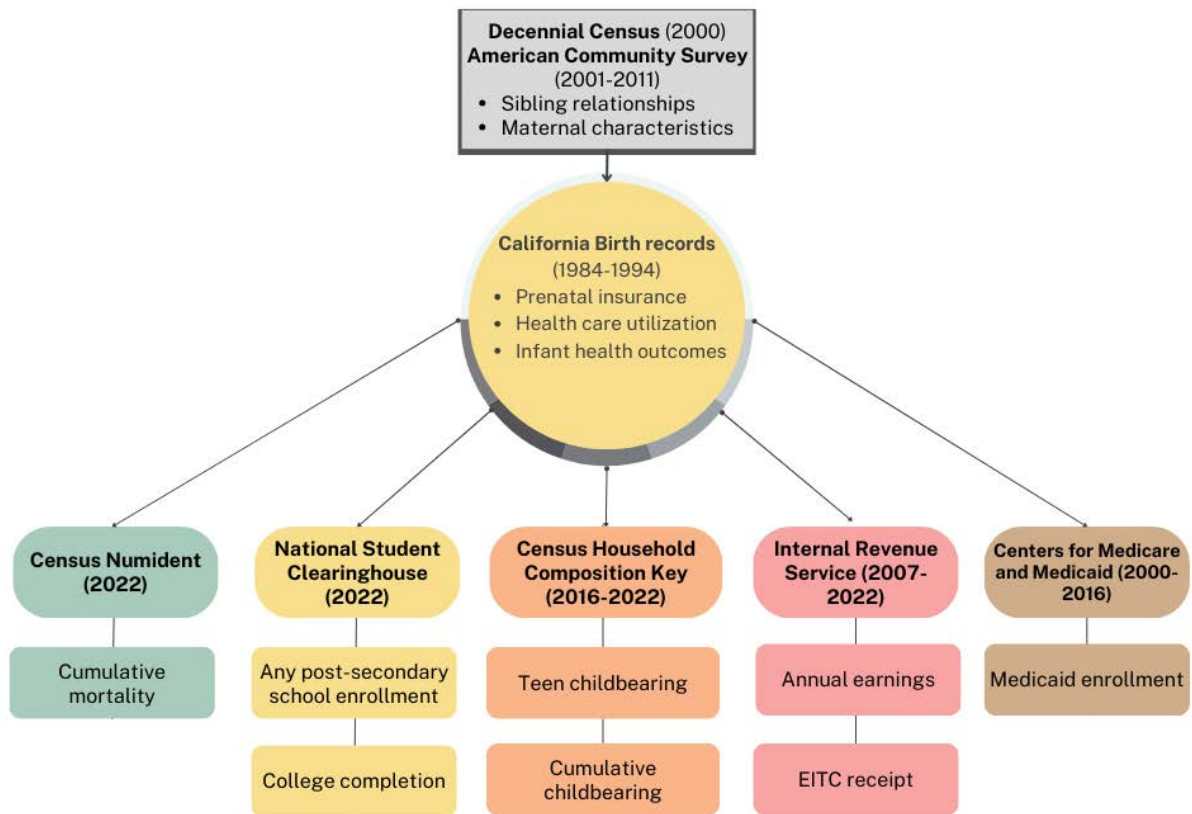 Decennial Census (2000)
American Community Survey
(2001-2011)
• Sibling relationships
• Maternal characteristics
California Birth records
(1984-1994)
• Prenatal insurance
• Health care utilization
• Infant health outcomes
Census Numident
(2022)
Cumulative
mortality
National Student
Clearinghouse
(2022)
Any post-secondary
school enrollment
College completion
Census Household
Composition Key
(2016-2022)
Teen childbearing
Cumulative
childbearing
Internal Revenue
Service (2007-
2022)
Annual earnings
EITC receipt
Centers for Medicare
and Medicaid (2000-
2016)
Medicaid enrollment